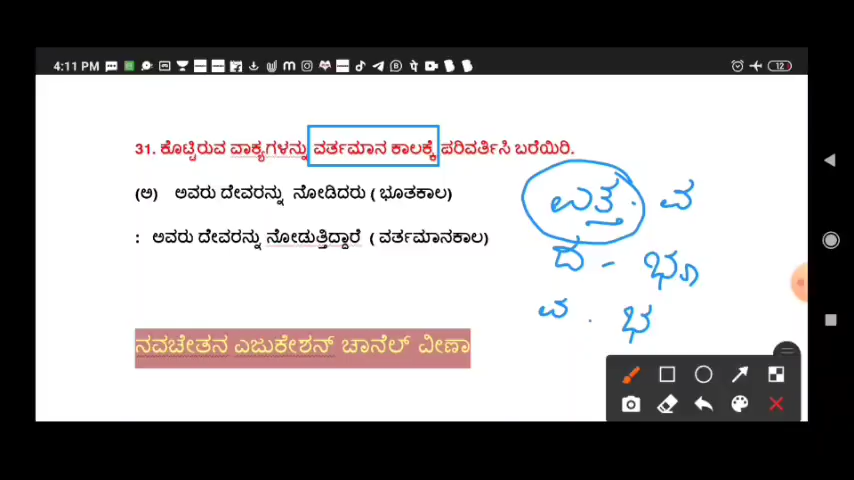 4:11 PM
12
31. ಕೊಟ್ಟಿರುವ ವಾಕ್ಯಗಳನ್ನು ವರ್ತಮಾನ ಕಾಲಕ್ಕೆ ಪರಿವರ್ತಿಸಿ ಬರೆಯಿರಿ.
(ಅ) ಅವರು ದೇವರನ್ನು ನೋಡಿದರು ( ಭೂತಕಾಲ)
: ಅವರು ದೇವರನ್ನು ನೋಡುತ್ತಿದ್ದಾರೆ ( ವರ್ತಮಾನಕಾಲ)
ಉತ್ತ . ವ
ದ - ಭೂ
ವ . ಭ
ನವಚೇತನ ಎಜುಕೇಶನ್ ಚಾನೆಲ್ ವೀಣಾ